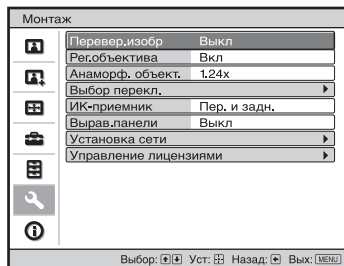 Монтаж
Перевер.изобр Выкл
Рег.объектива Вкл
Анаморф. объект. 1.24x
Выбор перекл.
ИК-приемник Пер. и задн.
Вырав.панели Выкл
Установка сети
Управление лицензиями
Выбор: Уст: Назад: Вых: MENU